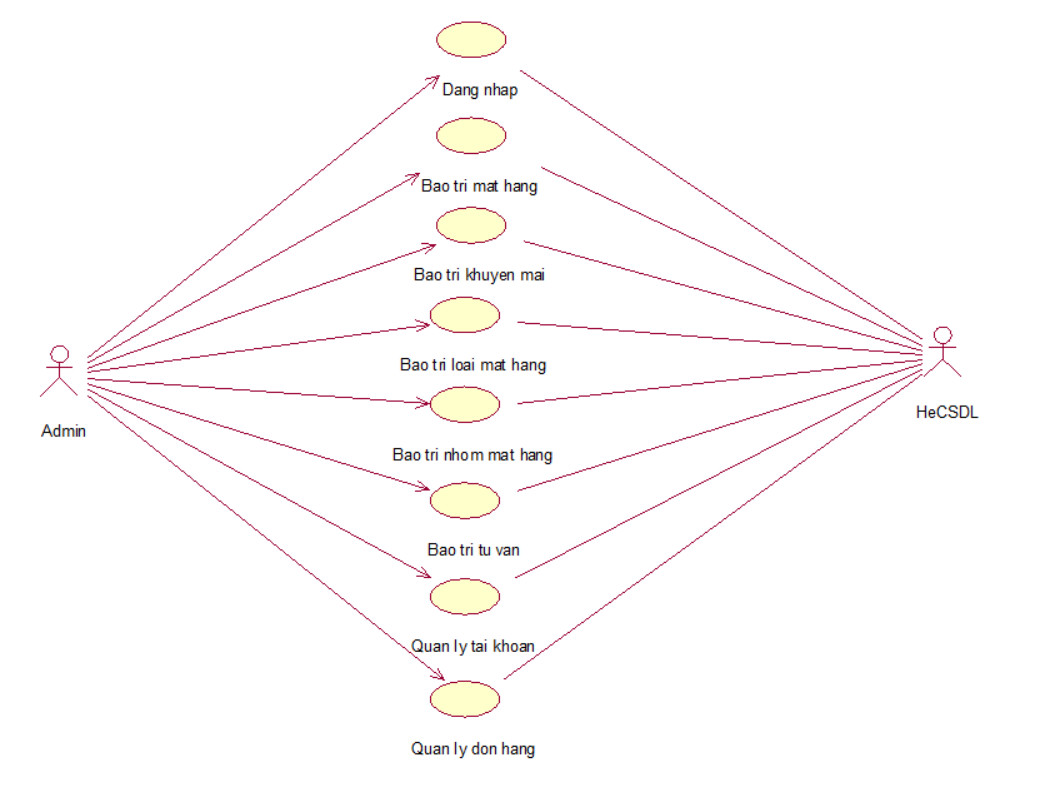 Dang nhap
Bao tri mat hang
Bao tri khuyen mai
Bao tri loai mat hang
Admin
HeCSDL
Bao tri nhom mat hang
Bao tri tu van
Quan ly tai khoan
Quan ly don hang